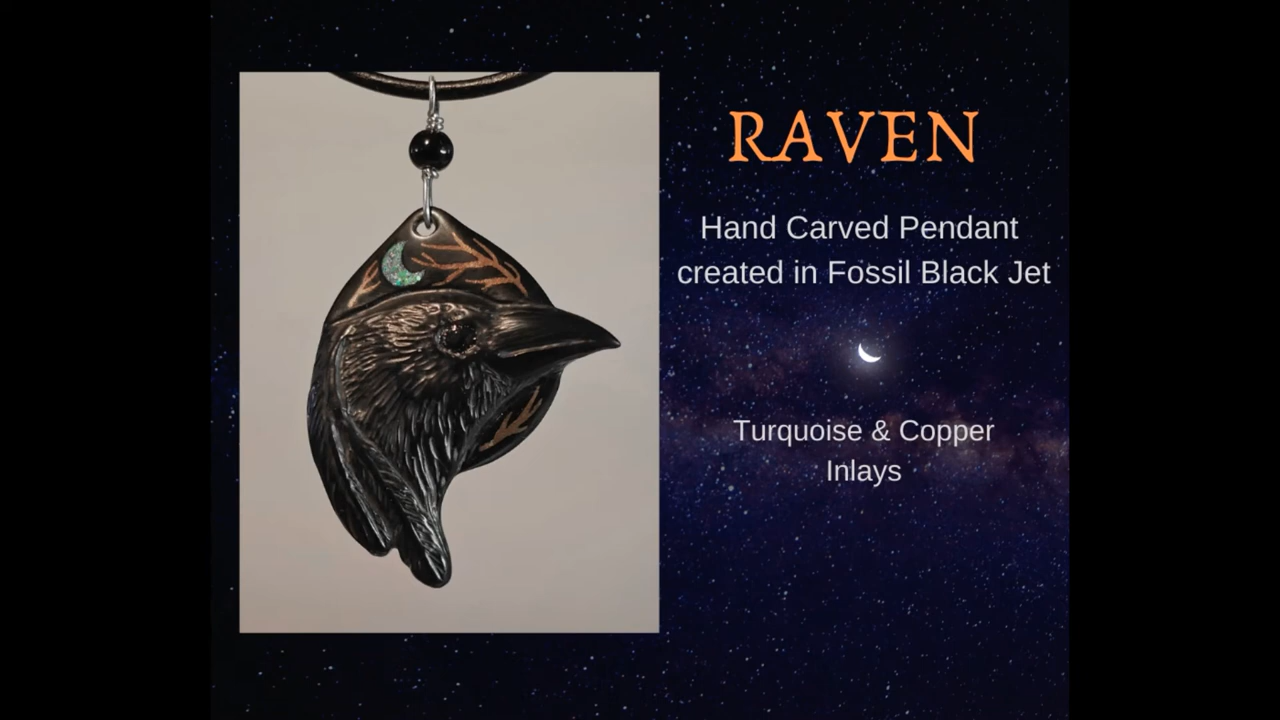 RAVEN
Hand Carved Pendant
created in Fossil Black Jet
Turquoise & Copper
Inlays